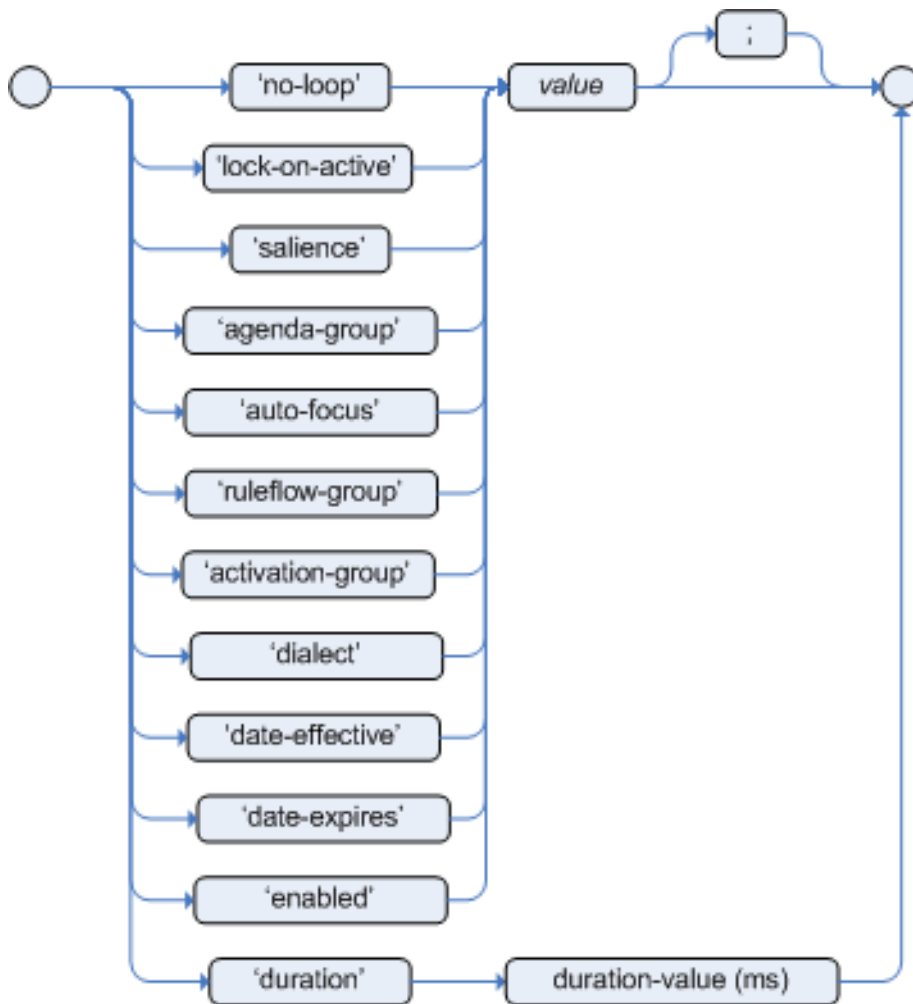 ;
‘no-loop’ value
‘lock-on-active’
‘salience’
‘agenda-group’
‘auto-focus’
‘ruleflow-group’
‘activation-group’
‘dialect’
‘date-effective’
‘date-expires’
‘enabled’
‘duration’ duration-value (ms)